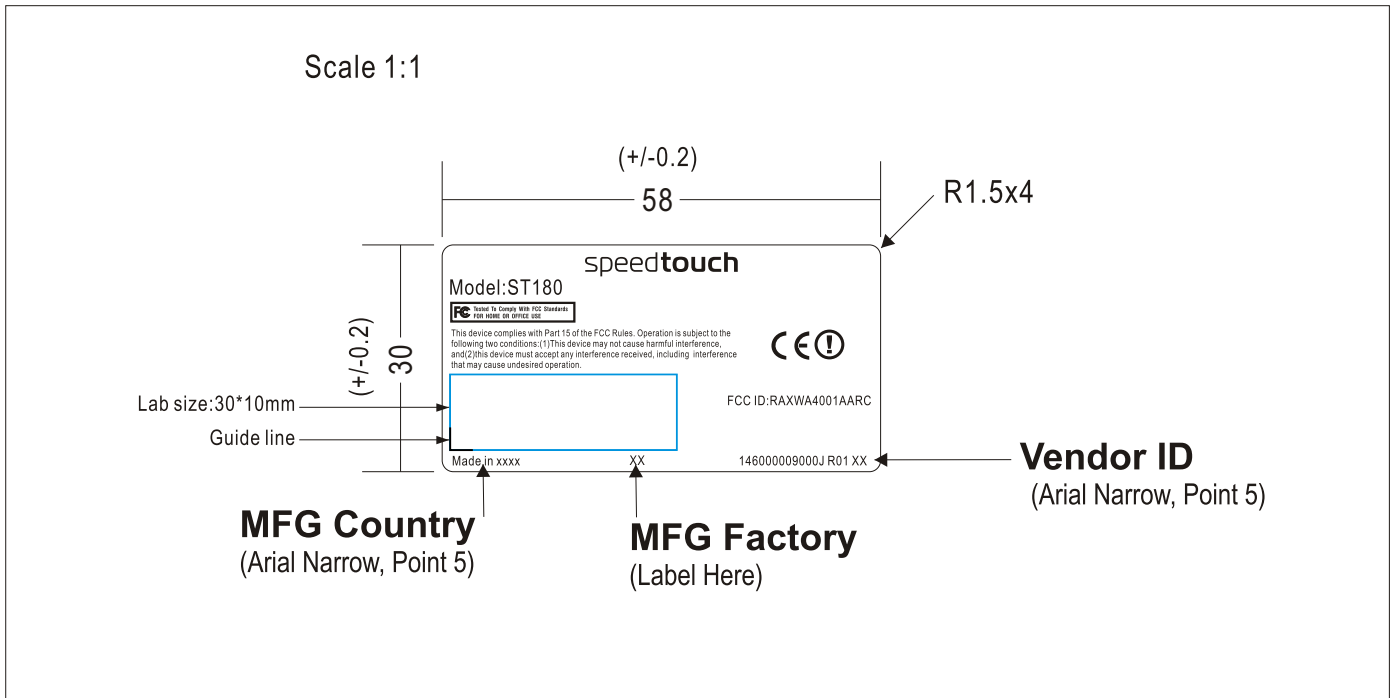 Scale 1:1
(+/-0.2)
58
R1.5x4
(+/-0.2)
30
speedtouch
Model:ST180
FC Tested To Comply With FCC Standards
FOR HOME OR OFFICE USE
This device complies with Part 15 of the FCC Rules. Operation is subject to the
following two conditions:(1)This device may not cause harmful interference,
and(2)this device must accept any interference received, including interference
that may cause undesired operation.
CE
Lab size:30*10mm
FCC ID:RAXWA4001AARC
Guide line
Made in xxxx
XX
146000009000J R01 XX
Vendor ID
(Arial Narrow, Point 5)
MFG Country
(Arial Narrow, Point 5)
MFG Factory
(Label Here)